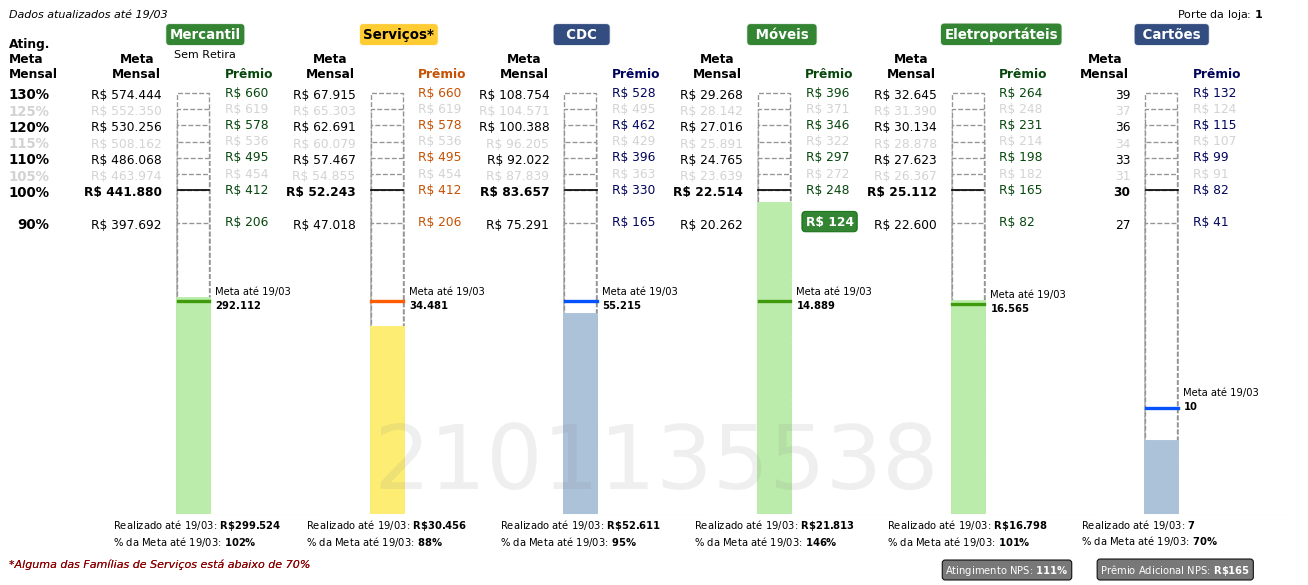 Dados atualizados até 19/03
Porte da loja: 1
Mercantil Serviços* CDC Móveis Eletroportáteis Cartões
Sem Retira
Ating. Meta Mensal
Meta Mensal Prêmio Meta Mensal Prêmio Meta Mensal Prêmio Meta Mensal Prêmio Meta Mensal Prêmio Meta Mensal Prêmio
130% R$ 574.444 R$ 660 R$ 67.915 R$ 660 R$ 108.754 R$ 528 R$ 29.268 R$ 396 R$ 32.645 R$ 264 39 R$ 132
125% R$ 552.350 R$ 619 R$ 65.303 R$ 619 R$ 104.571 R$ 495 R$ 28.142 R$ 371 R$ 31.390 R$ 248 37 R$ 124
120% R$ 530.256 R$ 578 R$ 62.691 R$ 578 R$ 100.388 R$ 462 R$ 27.016 R$ 346 R$ 30.134 R$ 231 36 R$ 115
115% R$ 508.162 R$ 536 R$ 60.079 R$ 536 R$ 96.205 R$ 429 R$ 25.891 R$ 322 R$ 28.878 R$ 214 34 R$ 107
110% R$ 486.068 R$ 495 R$ 57.467 R$ 495 R$ 92.022 R$ 396 R$ 24.765 R$ 297 R$ 27.623 R$ 198 33 R$ 99
105% R$ 463.974 R$ 454 R$ 54.855 R$ 454 R$ 87.839 R$ 363 R$ 23.639 R$ 272 R$ 26.367 R$ 182 31 R$ 91
100% R$ 441.880 R$ 412 R$ 52.243 R$ 412 R$ 83.657 R$ 330 R$ 22.514 R$ 248 R$ 25.112 R$ 165 30 R$ 82
90% R$ 397.692 R$ 206 R$ 47.018 R$ 206 R$ 75.291 R$ 165 R$ 20.262 R$ 124 R$ 22.600 R$ 82 27 R$ 41
Meta até 19/03 Meta até 19/03 Meta até 19/03 Meta até 19/03 Meta até 19/03
292.112 34.481 55.215 14.889 16.565
Meta até 19/03
10
2101135538
Realizado até 19/03: R$299.524 Realizado até 19/03: R$30.456 Realizado até 19/03: R$52.611 Realizado até 19/03: R$21.813 Realizado até 19/03: R$16.798 Realizado até 19/03: 7
% da Meta até 19/03: 102% % da Meta até 19/03: 88% % da Meta até 19/03: 95% % da Meta até 19/03: 146% % da Meta até 19/03: 101% % da Meta até 19/03: 70%
*Alguma das Famílias de Serviços está abaixo de 70%
Atingimento NPS: 111% Prêmio Adicional NPS: R$165